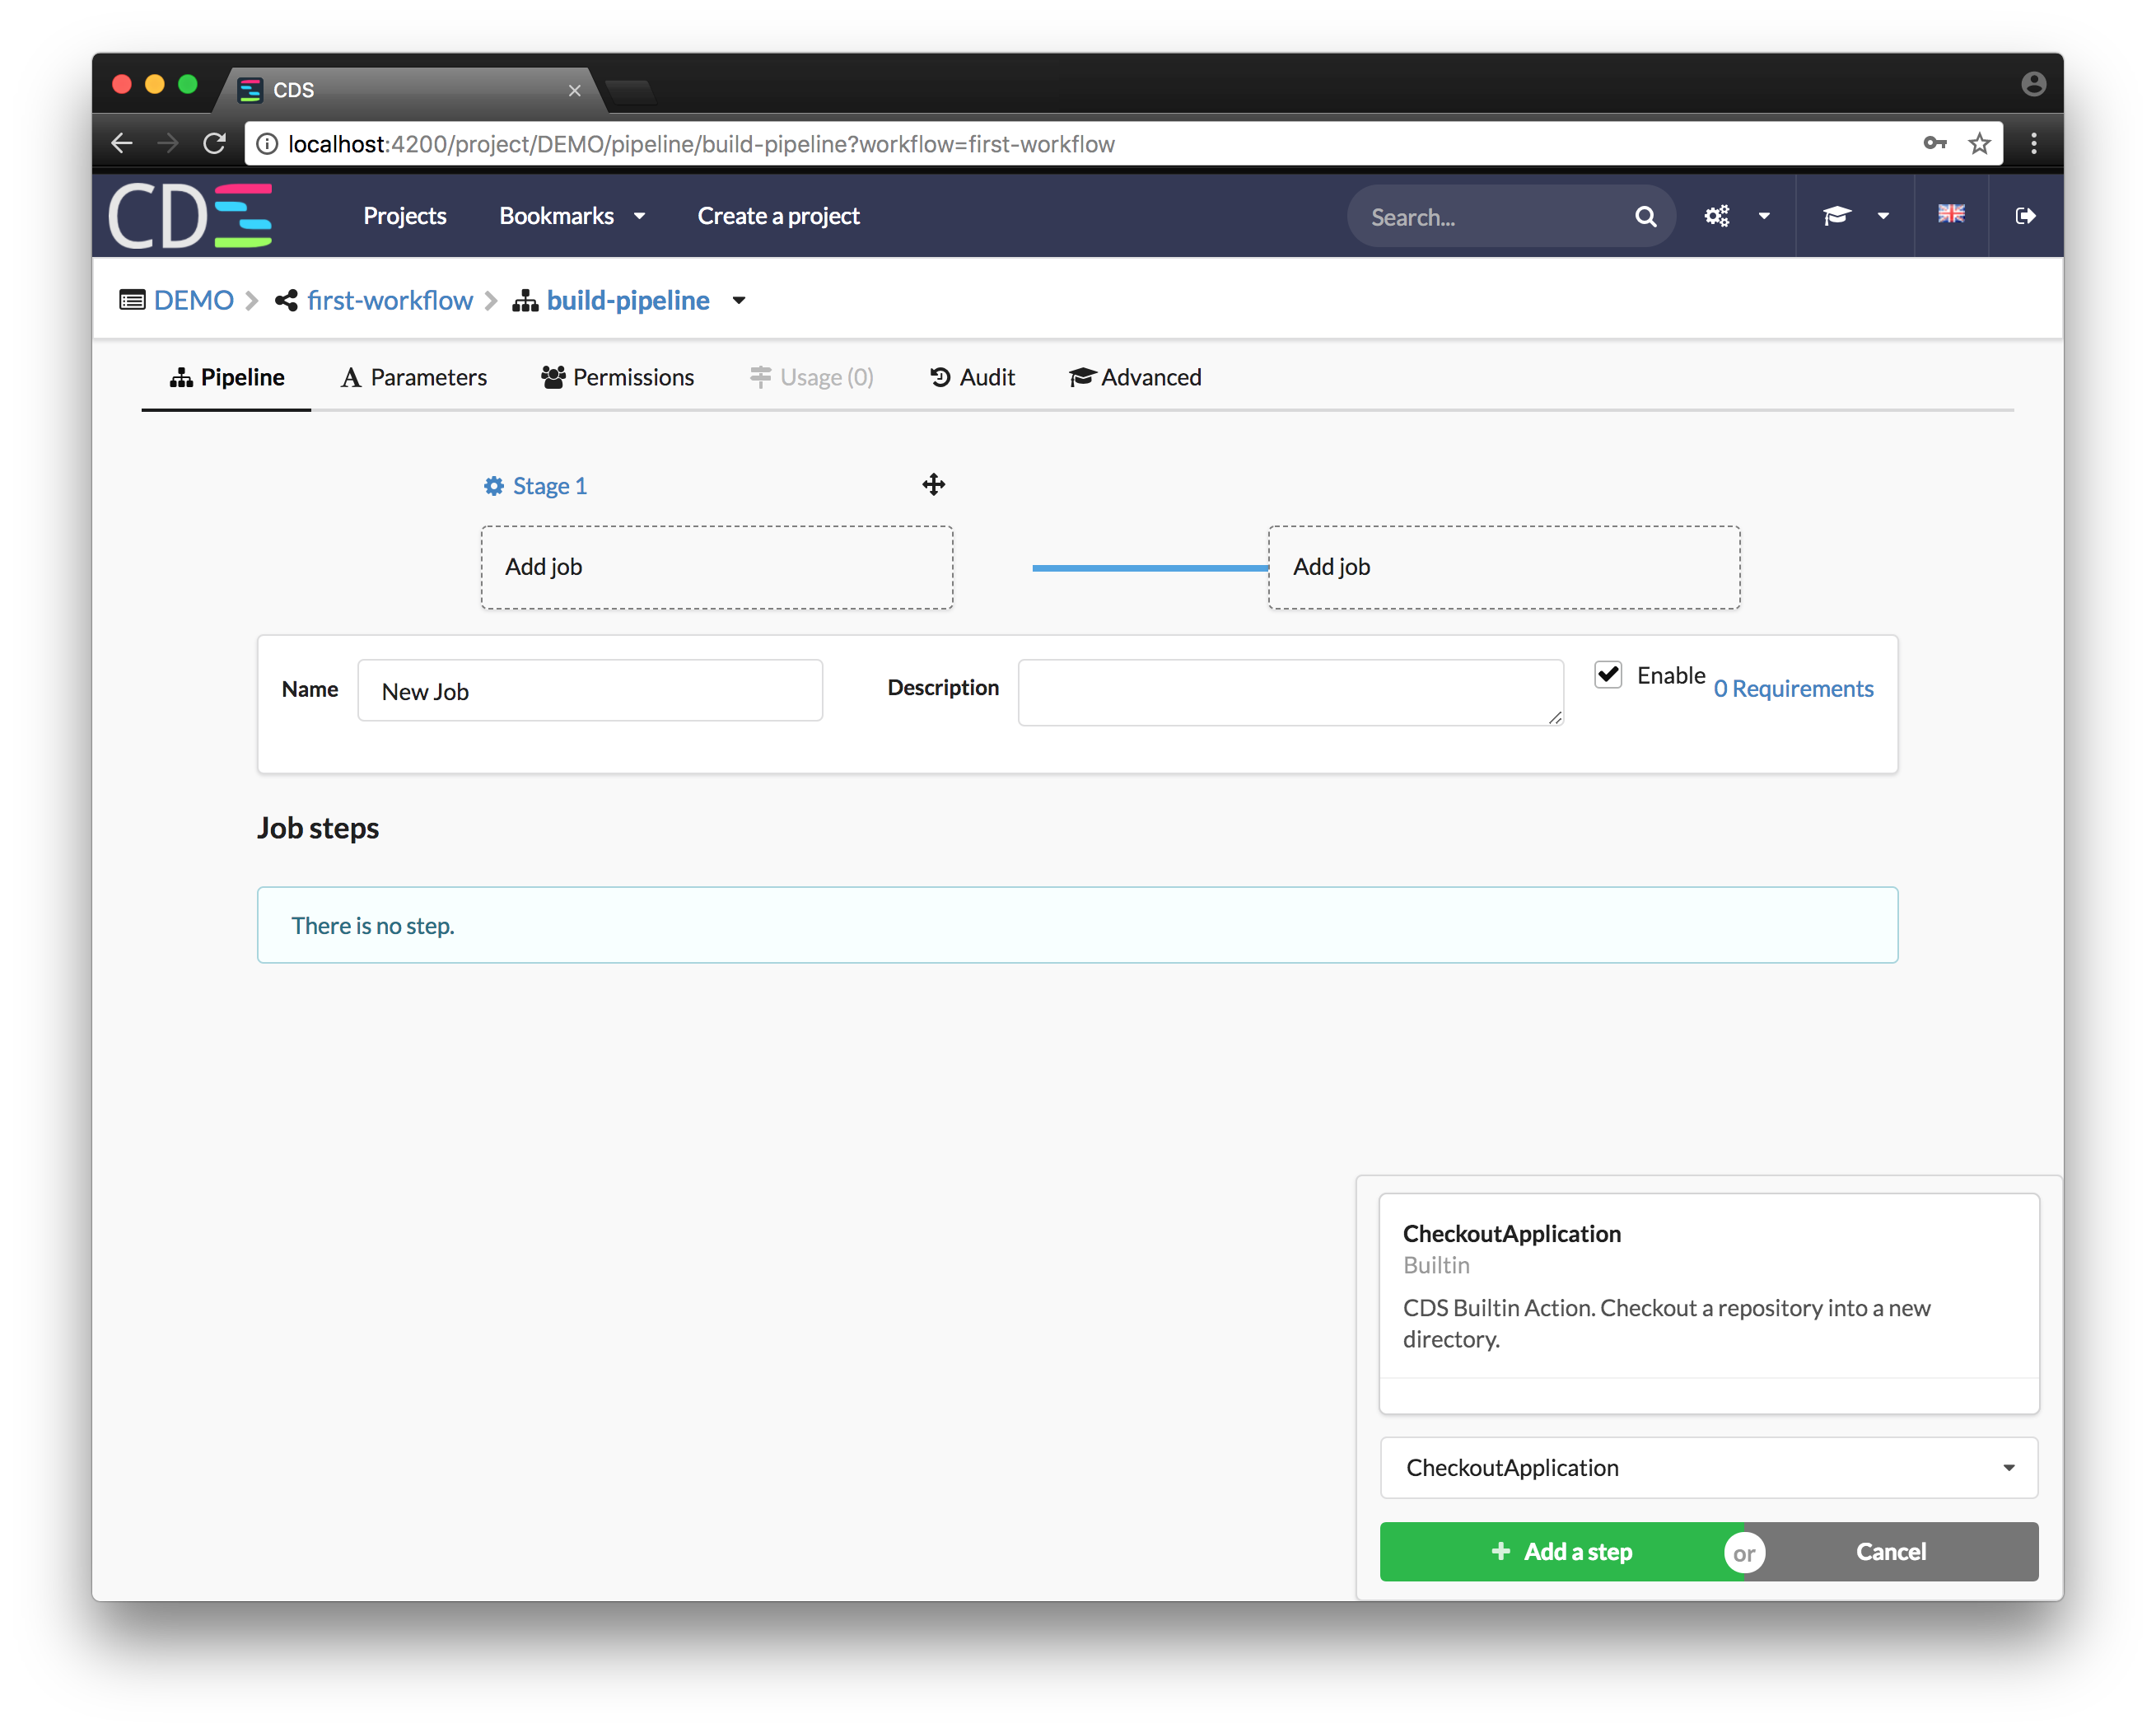 CDS
localhost:4200/project/DEMO/pipeline/build-pipeline?workflow=first-workflow
CDS Projects Bookmarks Create a project Search...
DEMO first-workflow build-pipeline
Pipeline Parameters Permissions Usage (0) Audit Advanced
Stage 1
Add job Add job
Name New Job Description Enable 0 Requirements
Job steps
There is no step.
CheckoutApplication
Builtin
CDS Builtin Action. Checkout a repository into a new
directory.
CheckoutApplication
Add a step or Cancel